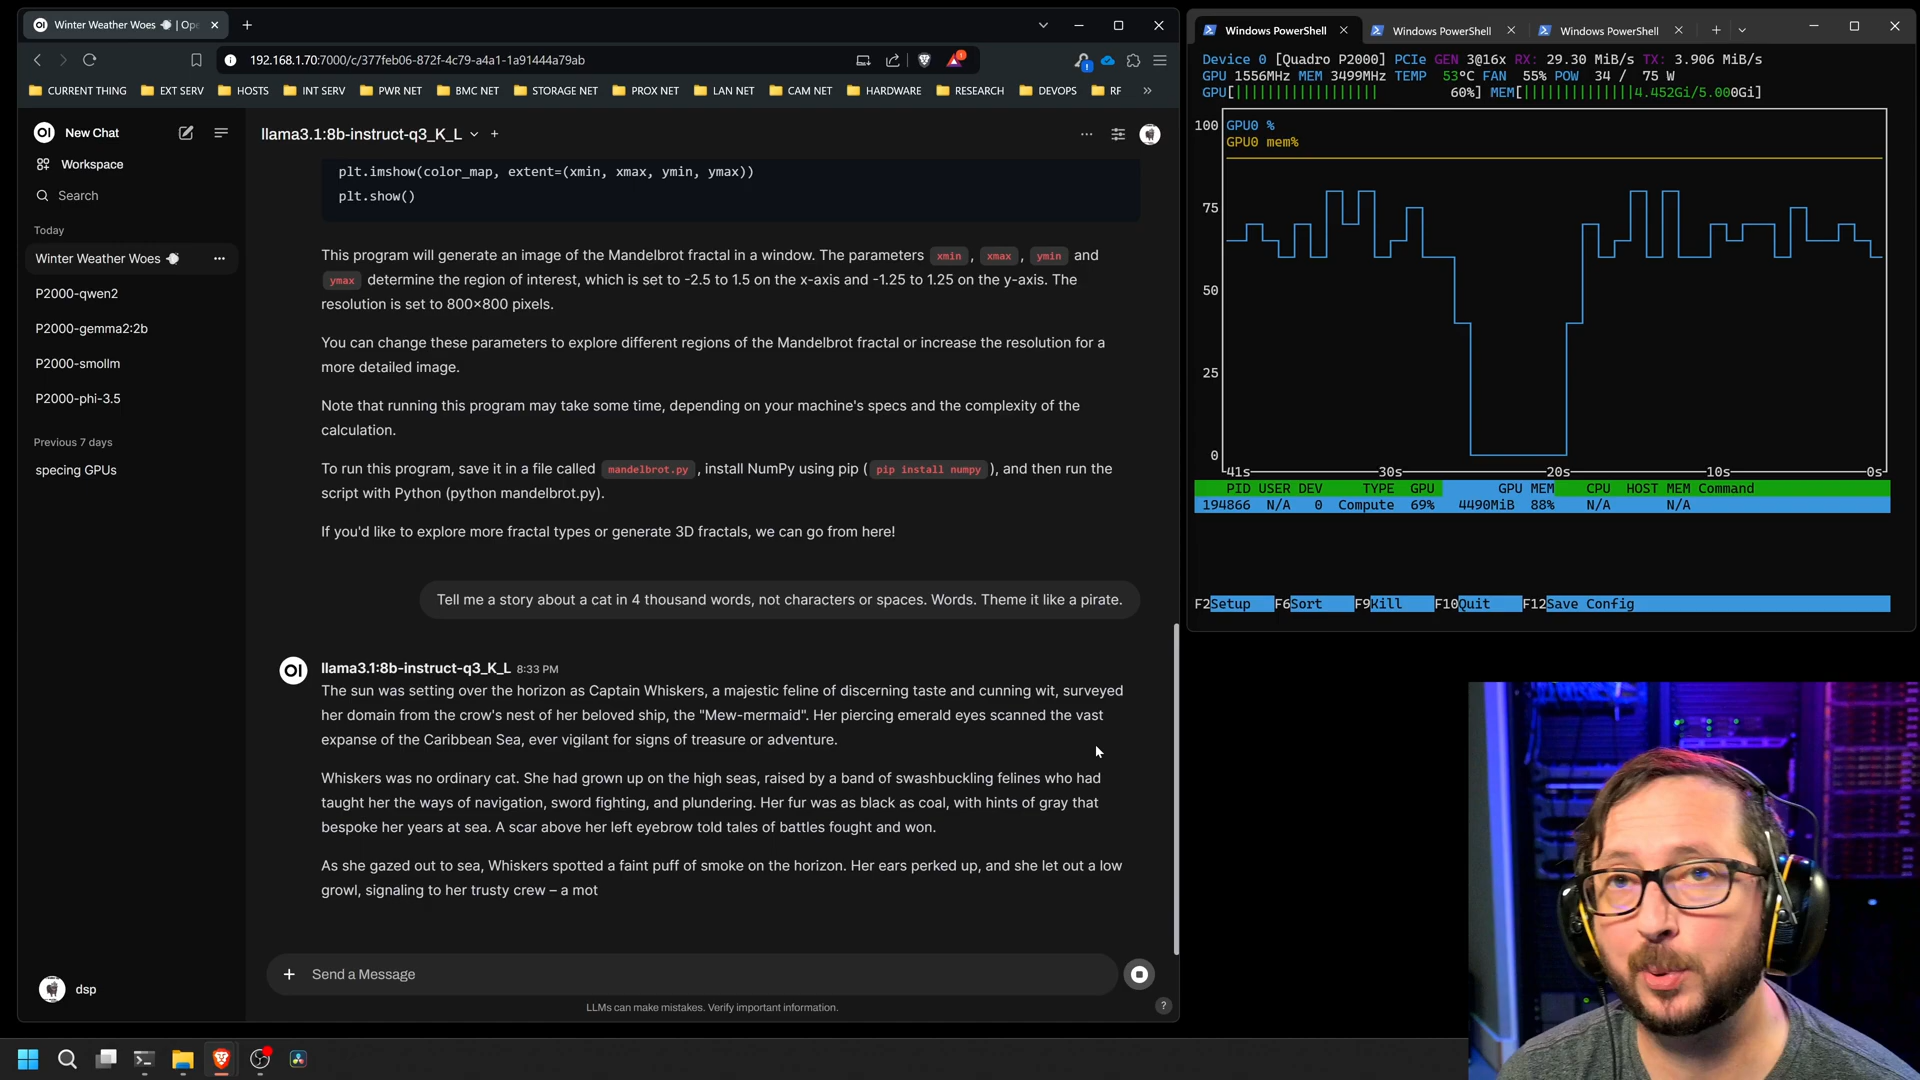 Winter Weather Woes | Ope
192.168.1.70:7000/c/377feb06-872f-4c79-a4a1-1a91444a79ab
CURRENT THING EXT SERV HOSTS INT SERV PWR NET BMC NET STORAGE NET PROX NET LAN NET CAM NET HARDWARE RESEARCH DEVOPS RF
OI New Chat
Workspace
Search
Today
Winter Weather Woes
P2000-qwen2
P2000-gemma2:2b
P2000-smollm
P2000-phi-3.5
Previous 7 days
specing GPUs
dsp
llama3.1:8b-instruct-q3_K_L
plt.imshow(color_map, extent=(xmin, xmax, ymin, ymax))
plt.show()
This program will generate an image of the Mandelbrot fractal in a window. The parameters xmin , xmax , ymin and
ymax determine the region of interest, which is set to -2.5 to 1.5 on the x-axis and -1.25 to 1.25 on the y-axis. The
resolution is set to 800×800 pixels.
You can change these parameters to explore different regions of the Mandelbrot fractal or increase the resolution for a
more detailed image.
Note that running this program may take some time, depending on your machine's specs and the complexity of the
calculation.
To run this program, save it in a file called mandelbrot.py , install NumPy using pip ( pip install numpy ), and then run the
script with Python (python mandelbrot.py).
If you'd like to explore more fractal types or generate 3D fractals, we can go from here!
Tell me a story about a cat in 4 thousand words, not characters or spaces. Words. Theme it like a pirate.
OI llama3.1:8b-instruct-q3_K_L 8:33 PM
The sun was setting over the horizon as Captain Whiskers, a majestic feline of discerning taste and cunning wit, surveyed
her domain from the crow's nest of her beloved ship, the "Mew-mermaid". Her piercing emerald eyes scanned the vast
expanse of the Caribbean Sea, ever vigilant for signs of treasure or adventure.
Whiskers was no ordinary cat. She had grown up on the high seas, raised by a band of swashbuckling felines who had
taught her the ways of navigation, sword fighting, and plundering. Her fur was as black as coal, with hints of gray that
bespoke her years at sea. A scar above her left eyebrow told tales of battles fought and won.
As she gazed out to sea, Whiskers spotted a faint puff of smoke on the horizon. Her ears perked up, and she let out a low
growl, signaling to her trusty crew – a mot
Send a Message
LLMs can make mistakes. Verify important information.
?
Windows PowerShell Windows PowerShell Windows PowerShell
Device 0 [Quadro P2000] PCIe GEN 3@16x RX: 29.30 MiB/s TX: 3.906 MiB/s
GPU 1556MHz MEM 3499MHz TEMP 53°C FAN 55% POW 34 / 75 W
GPU[|||||||||||||||||| 60%] MEM[||||||||||||||4.452Gi/5.000Gi]
100 GPU0 %
GPU0 mem%
75
50
25
0
41s 30s 20s 10s 0s
PID USER DEV TYPE GPU GPU MEM CPU HOST MEM Command
194866 N/A 0 Compute 69% 4490MiB 88% N/A N/A
F2Setup F6Sort F9Kill F10Quit F12Save Config